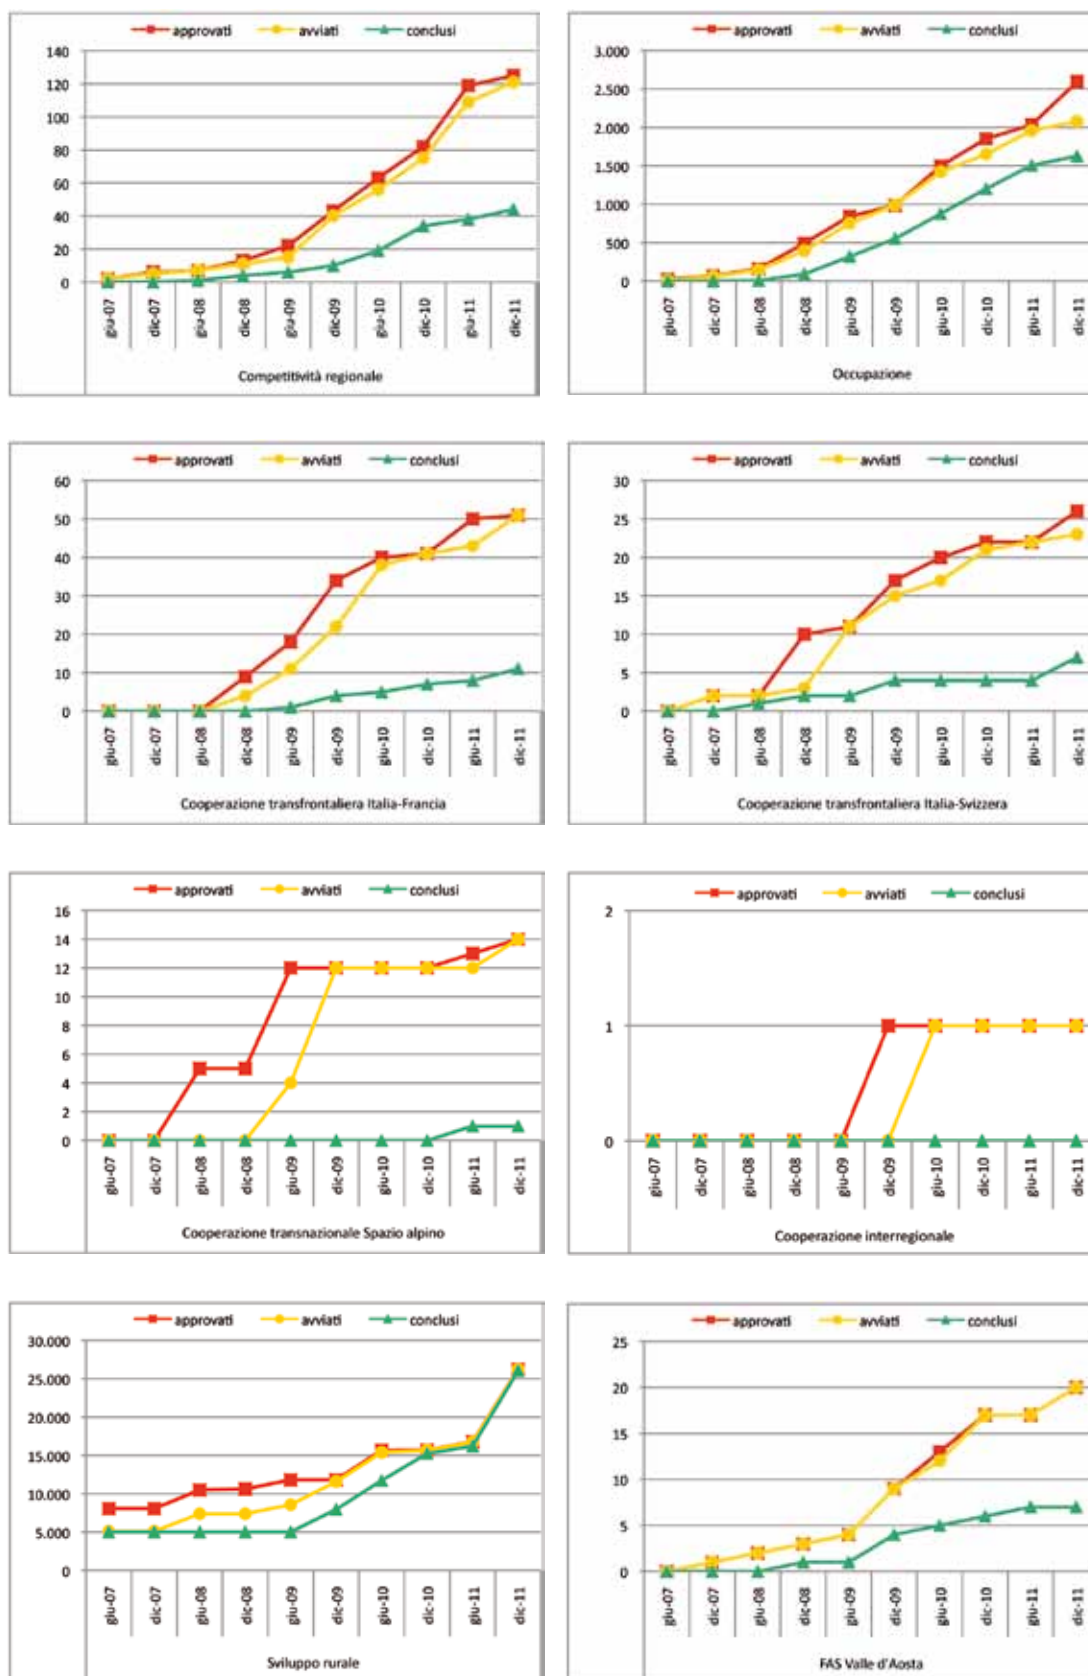 approvati avviati conclusi
140
120
100
80
60
40
20
0
giu-07 dic-07 giu-08 dic-08 giu-09 dic-09 giu-10 dic-10 giu-11 dic-11
Competitività regionale
approvati avviati conclusi
3.000
2.500
2.000
1.500
1.000
500
0
giu-07 dic-07 giu-08 dic-08 giu-09 dic-09 giu-10 dic-10 giu-11 dic-11
Occupazione
approvati avviati conclusi
60
50
40
30
20
10
0
giu-07 dic-07 giu-08 dic-08 giu-09 dic-09 giu-10 dic-10 giu-11 dic-11
Cooperazione transfrontaliera Italia-Francia
approvati avviati conclusi
30
25
20
15
10
5
0
giu-07 dic-07 giu-08 dic-08 giu-09 dic-09 giu-10 dic-10 giu-11 dic-11
Cooperazione transfrontaliera Italia-Svizzera
approvati avviati conclusi
16
14
12
10
8
6
4
2
0
giu-07 dic-07 giu-08 dic-08 giu-09 dic-09 giu-10 dic-10 giu-11 dic-11
Cooperazione transnazionale Spazio alpino
approvati avviati conclusi
2
1
0
giu-07 dic-07 giu-08 dic-08 giu-09 dic-09 giu-10 dic-10 giu-11 dic-11
Cooperazione interregionale
approvati avviati conclusi
30.000
25.000
20.000
15.000
10.000
5.000
0
giu-07 dic-07 giu-08 dic-08 giu-09 dic-09 giu-10 dic-10 giu-11 dic-11
Sviluppo rurale
approvati avviati conclusi
25
20
15
10
5
0
giu-07 dic-07 giu-08 dic-08 giu-09 dic-09 giu-10 dic-10 giu-11 dic-11
FAS Valle d'Aosta